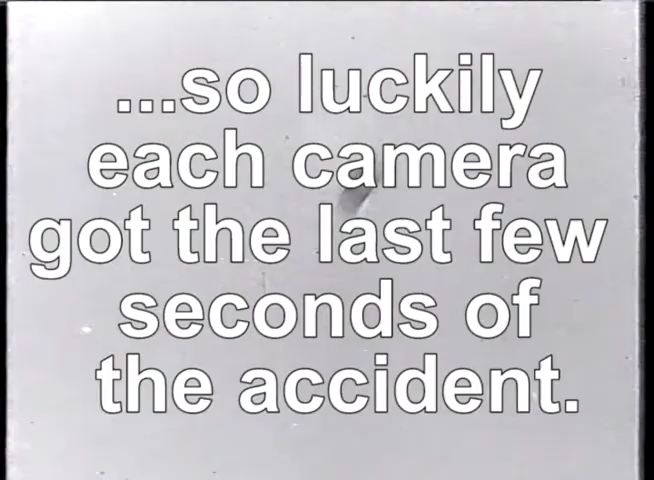 ...so luckily
each camera
got the last few
seconds of
the accident.